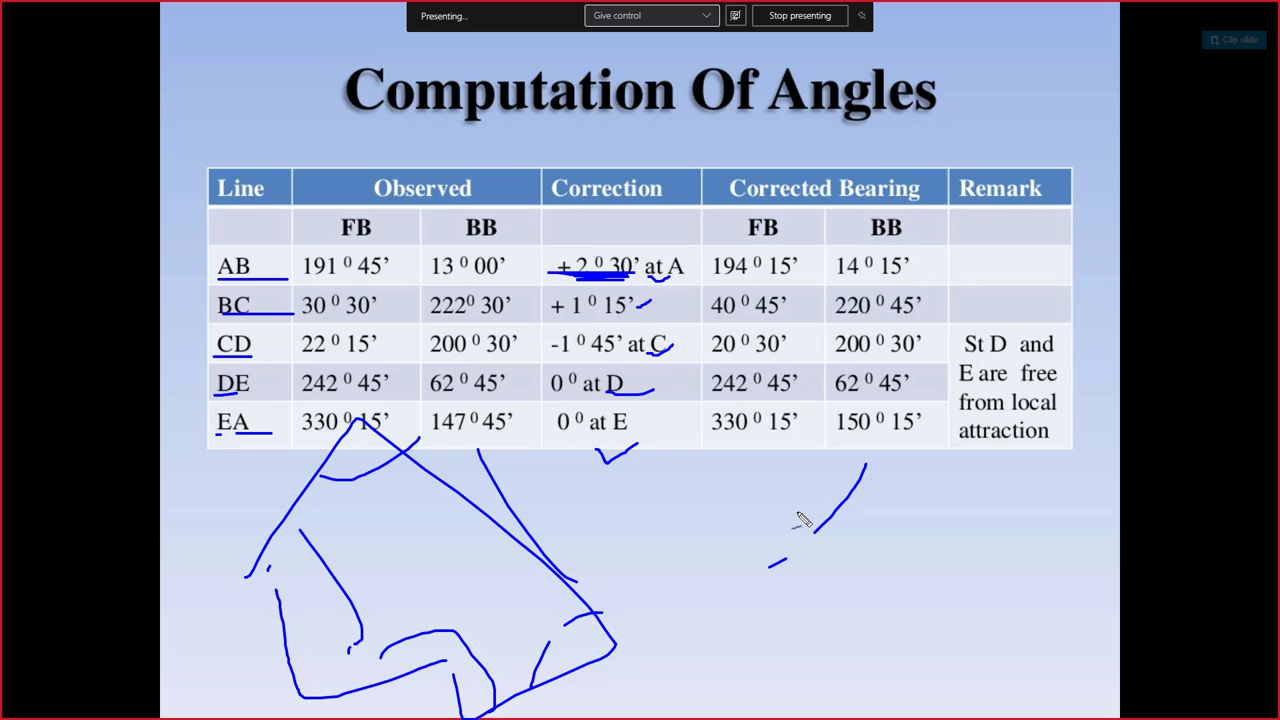 Presenting...
Give control
Stop presenting
Clip slide
Computation Of Angles
Line Observed Correction Corrected Bearing Remark
FB BB FB BB
AB 191 ⁰ 45’ 13 ⁰ 00’ + 2 ⁰ 30’ at A 194 ⁰ 15’ 14 ⁰ 15’
BC 30 ⁰ 30’ 222⁰ 30’ + 1 ⁰ 15’ 40 ⁰ 45’ 220 ⁰ 45’
CD 22 ⁰ 15’ 200 ⁰ 30’ -1 ⁰ 45’ at C 20 ⁰ 30’ 200 ⁰ 30’ St D and
DE 242 ⁰ 45’ 62 ⁰ 45’ 0 ⁰ at D 242 ⁰ 45’ 62 ⁰ 45’ E are free
from local
EA 330 ⁰ 15’ 147 ⁰ 45’ 0 ⁰ at E 330 ⁰ 15’ 150 ⁰ 15’ attraction